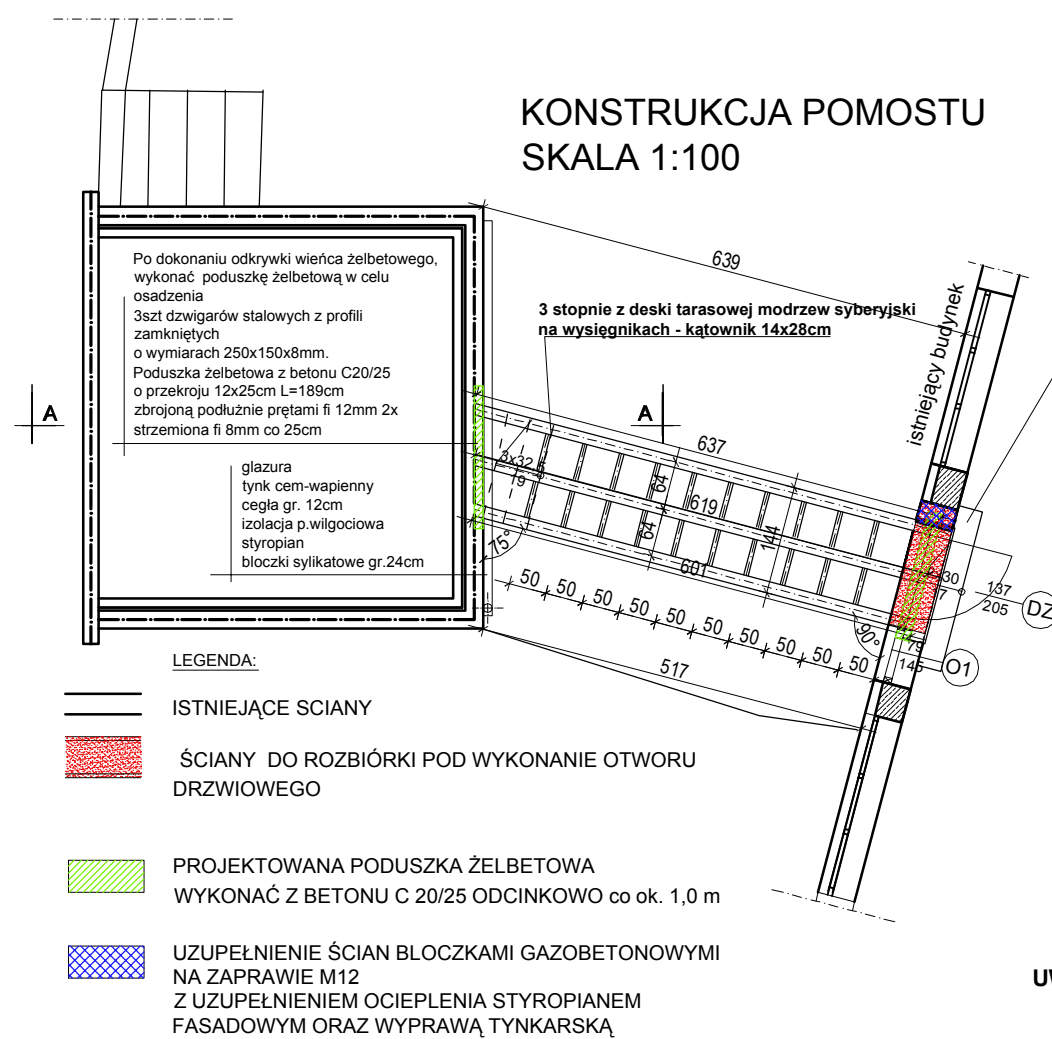 KONSTRUKCJA POMOSTU
SKALA 1:100
639
Po dokonaniu odkrywki wieńca żelbetowego,
wykonać poduszkę żelbetową w celu
osadzenia
3szt dzwigarów stalowych z profili
zamkniętych
o wymiarach 250x150x8mm.
Poduszka żelbetowa z betonu C20/25
o przekroju 12x25cm L=189cm
zbrojoną podłużnie prętami fi 12mm 2x
strzemiona fi 8mm co 25cm
3 stopnie z deski tarasowej modrzew syberyjski
na wysięgnikach - kątownik 14x28cm
istniejący budynek
A
A
glazura
tynk cem-wapienny
cegła gr. 12cm
izolacja p.wilgociowa
styropian
bloczki sylikatowe gr.24cm
637
64
619
64
144
601
75°
90°
50 50 50 50 50 50 50 50 50 50
517
137
205
DZ
79
145
O1
LEGENDA:
ISTNIEJĄCE SCIANY
ŚCIANY DO ROZBIÓRKI POD WYKONANIE OTWORU
DRZWIOWEGO
PROJEKTOWANA PODUSZKA ŻELBETOWA
WYKONAĆ Z BETONU C 20/25 ODCINKOWO co ok. 1,0 m
UZUPEŁNIENIE ŚCIAN BLOCZKAMI GAZOBETONOWYMI
NA ZAPRAWIE M12
Z UZUPEŁNIENIEM OCIEPLENIA STYROPIANEM
FASADOWYM ORAZ WYPRAWĄ TYNKARSKĄ